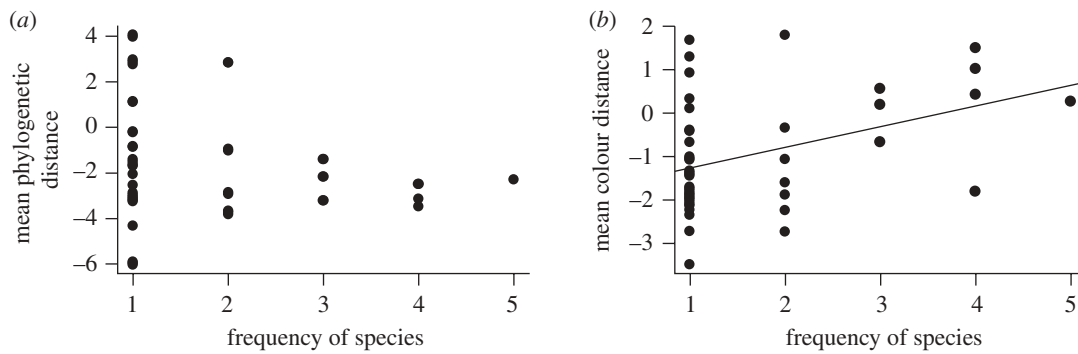 (a)
4
2
0
–2
–4
–6
mean phylogenetic
distance
1 2 3 4 5
frequency of species
(b)
2
1
0
–1
–2
–3
mean colour distance
1 2 3 4 5
frequency of species